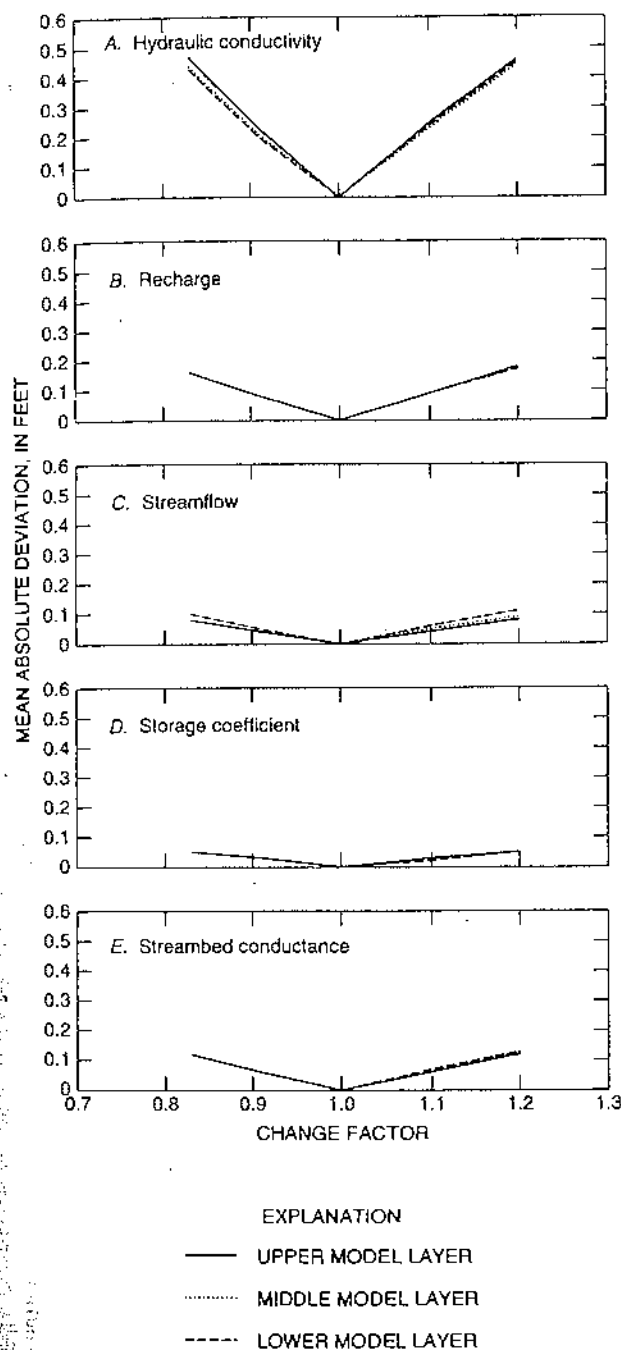 MEAN ABSOLUTE DEVIATION, IN FEET
A. Hydraulic conductivity
0.6
0.5
0.4
0.3
0.2
0.1
0
B. Recharge
0.6
0.5
0.4
0.3
0.2
0.1
0
C. Streamflow
0.6
0.5
0.4
0.3
0.2
0.1
0
D. Storage coefficient
0.6
0.5
0.4
0.3
0.2
0.1
0
E. Streambed conductance
0.6
0.5
0.4
0.3
0.2
0.1
0
0.7 0.8 0.9 1.0 1.1 1.2 1.3
CHANGE FACTOR
EXPLANATION
UPPER MODEL LAYER
MIDDLE MODEL LAYER
LOWER MODEL LAYER